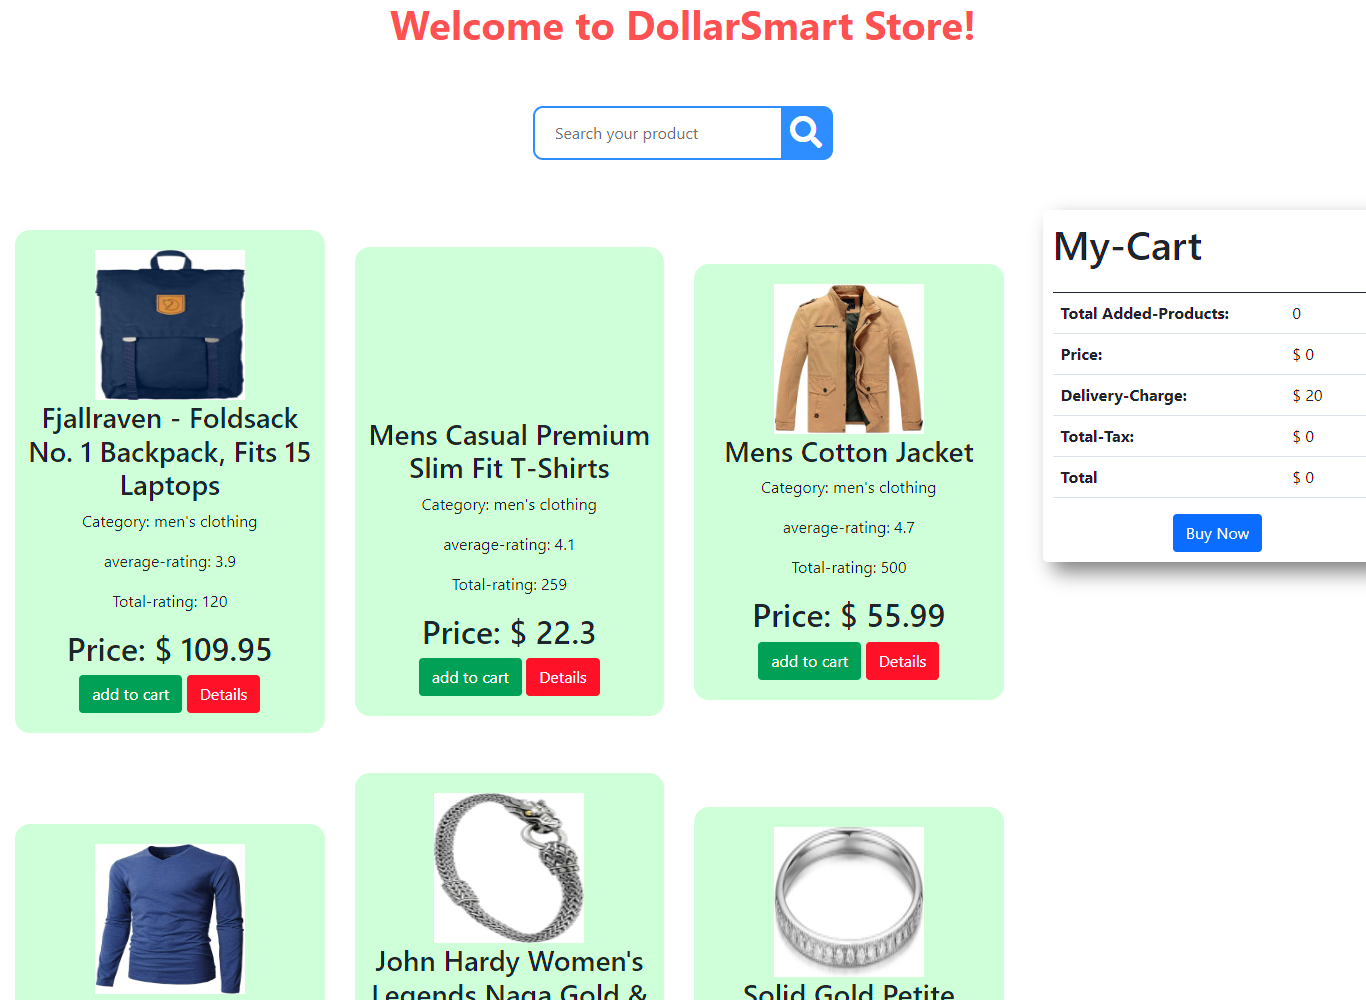 Welcome to DollarSmart Store!
Search your product
Fjallraven - Foldsack
No. 1 Backpack, Fits 15
Laptops
Category: men's clothing
average-rating: 3.9
Total-rating: 120
Price: $ 109.95
add to cart
Details
Mens Casual Premium
Slim Fit T-Shirts
Category: men's clothing
average-rating: 4.1
Total-rating: 259
Price: $ 22.3
add to cart
Details
Mens Cotton Jacket
Category: men's clothing
average-rating: 4.7
Total-rating: 500
Price: $ 55.99
add to cart
Details
My-Cart
Total Added-Products: 0
Price: $ 0
Delivery-Charge: $ 20
Total-Tax: $ 0
Total $ 0
Buy Now
John Hardy Women's
Legends Naga Gold &
Solid Gold Petite